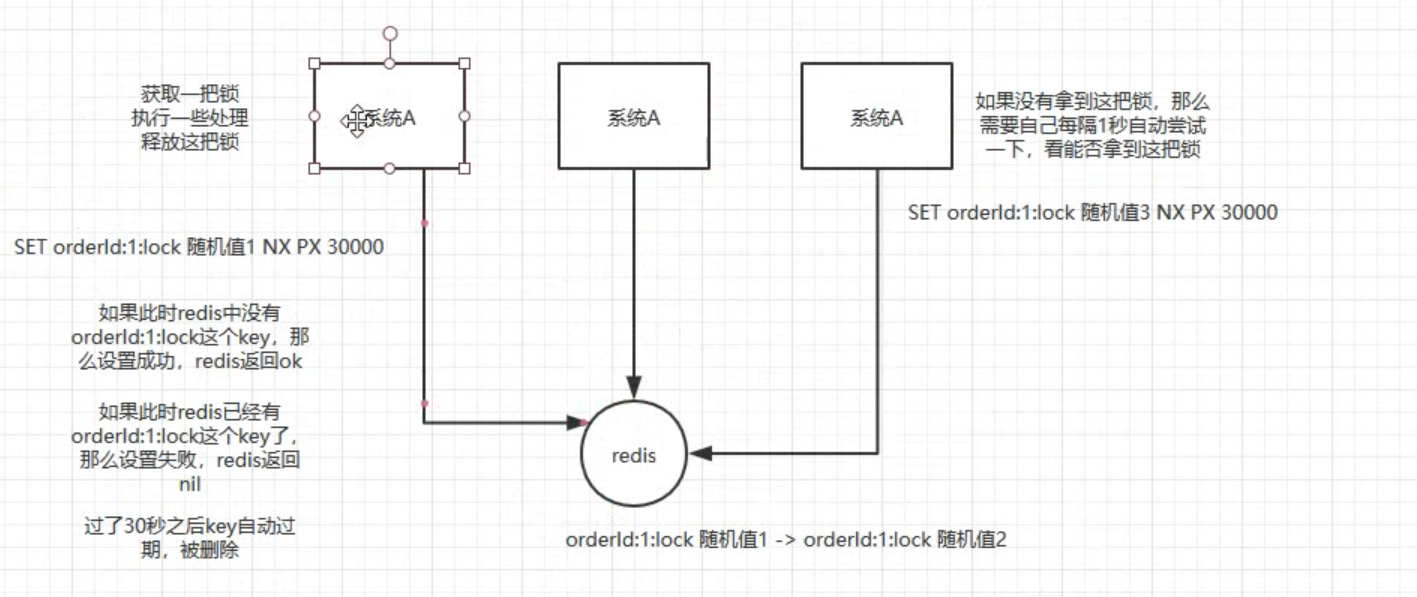 获取一把锁
执行一些处理
释放这把锁
系统A
系统A
系统A
如果没有拿到这把锁，那么
需要自己每隔1秒自动尝试
一下，看能否拿到这把锁
SET orderId:1:lock 随机值3 NX PX 30000
SET orderId:1:lock 随机值1 NX PX 30000
如果此时redis中没有
orderId:1:lock这个key，那
么设置成功，redis返回ok
如果此时redis已经有
orderId:1:lock这个key了，
那么设置失败，redis返回
nil
过了30秒之后key自动过
期，被删除
redis
orderId:1:lock 随机值1 -> orderId:1:lock 随机值2